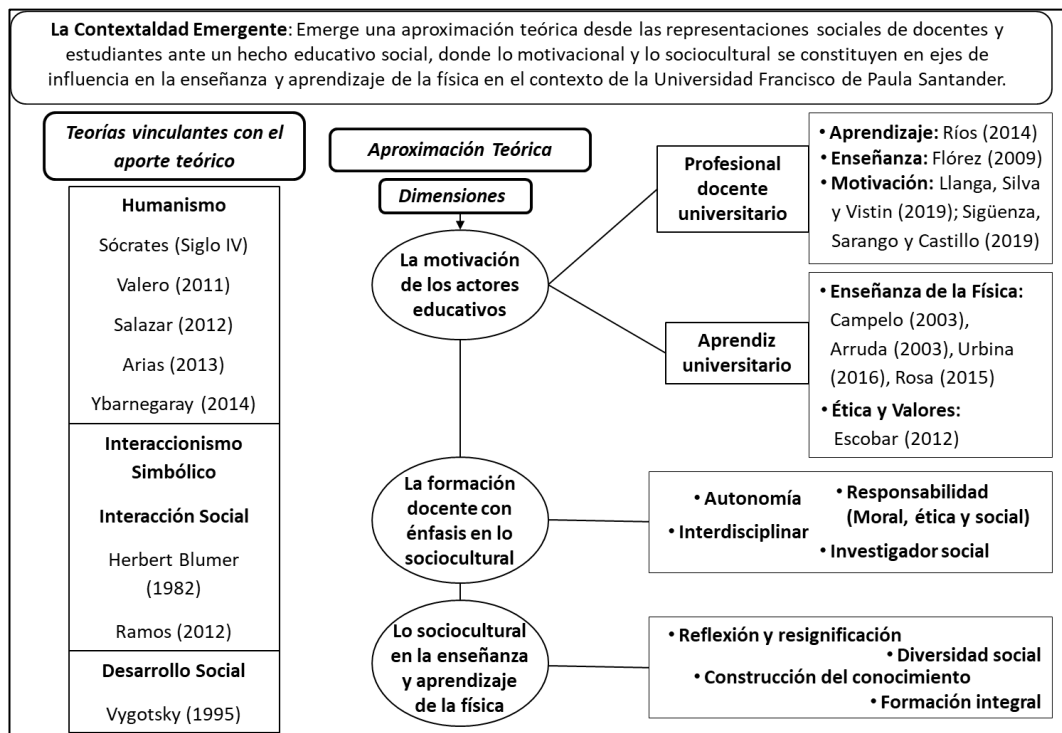 La Contextaldad Emergente: Emerge una aproximación teórica desde las representaciones sociales de docentes y
estudiantes ante un hecho educativo social, donde lo motivacional y lo sociocultural se constituyen en ejes de
influencia en la enseñanza y aprendizaje de la física en el contexto de la Universidad Francisco de Paula Santander.
Teorías vinculantes con el
aporte teórico
Humanismo
Sócrates (Siglo IV)
Valero (2011)
Salazar (2012)
Arias (2013)
Ybarnegaray (2014)
Interaccionismo
Simbólico
Interacción Social
Herbert Blumer
(1982)
Ramos (2012)
Desarrollo Social
Vygotsky (1995)
Aproximación Teórica
Dimensiones
La motivación
de los actores
educativos
Profesional
docente
universitario
• Aprendizaje: Ríos (2014)
• Enseñanza: Flórez (2009)
• Motivación: Llanga, Silva
y Vistin (2019); Sigüenza,
Sarango y Castillo (2019)
Aprendiz
universitario
• Enseñanza de la Física:
Campelo (2003),
Arruda (2003), Urbina
(2016), Rosa (2015)
• Ética y Valores:
Escobar (2012)
La formación
docente con
énfasis en lo
sociocultural
• Autonomía
• Interdisciplinar
• Responsabilidad
(Moral, ética y social)
• Investigador social
Lo sociocultural
en la enseñanza
y aprendizaje
de la física
• Reflexión y resignificación
• Diversidad social
• Construcción del conocimiento
• Formación integral